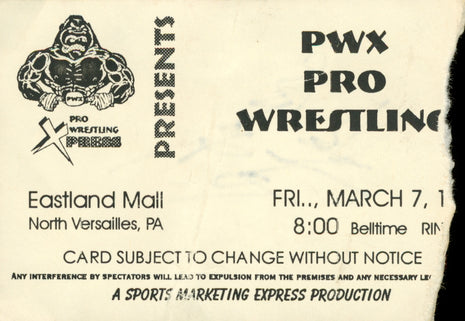 PWX
PRO
WRESTLING
XPRESS
PRESENTS
PWX
PRO
WRESTLING
Eastland Mall
North Versailles, PA
FRI., MARCH 7, 1
8:00 Belltime RIN
CARD SUBJECT TO CHANGE WITHOUT NOTICE
ANY INTERFERENCE BY SPECTATORS WILL LEAD TO EXPULSION FROM THE PREMISES AND ANY NECESSARY LE
A SPORTS MARKETING EXPRESS PRODUCTION